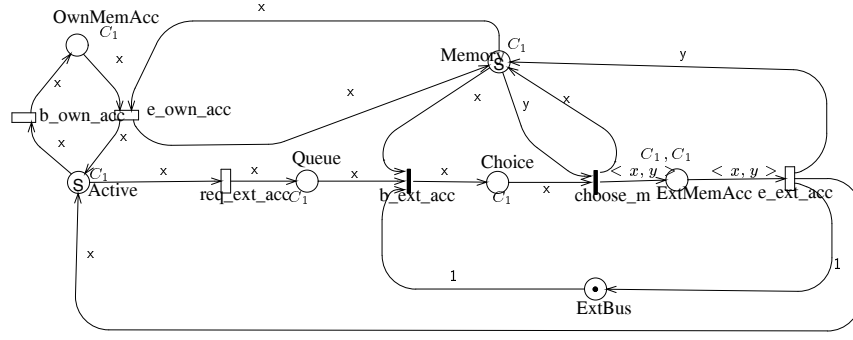 OwnMemAcc
C1
x
x
x
Memory
C1
S
y
b_own_acc
e_own_acc
x
x
x
x
y
x
Queue
Choice
C1, C1
C1
S
Active
x
req_ext_acc
x
C1
x
b_ext_acc
x
C1
x
choose_m
< x, y >
ExtMemAcc
< x, y >
e_ext_acc
x
1
1
ExtBus